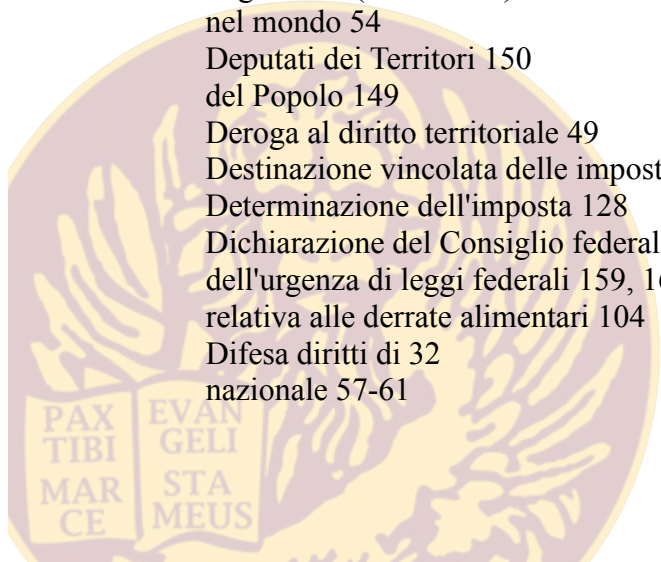 nel mondo 54
Deputati dei Territori 150
del Popolo 149
Deroga al diritto territoriale 49
Destinazione vincolata delle impost
Determinazione dell'imposta 128
Dichiarazione del Consiglio federal
dell'urgenza di leggi federali 159, 16
relativa alle derrate alimentari 104
Difesa diritti di 32
nazionale 57-61
PAX
TIBI
MAR
CE
EVAN
GELI
STA
MEUS